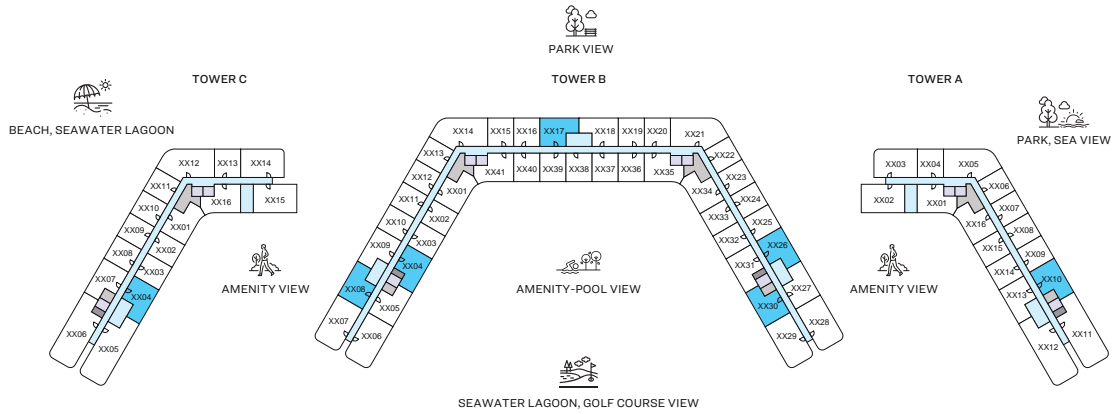 PARK VIEW
TOWER C
TOWER B
TOWER A
BEACH, SEAWATER LAGOON
PARK, SEA VIEW
XX12
XX13
XX14
XX11
XX10
XX09
XX08
XX07
XX06
XX16
XX15
XX01
XX02
XX03
XX04
XX05
AMENITY VIEW
XX14
XX15
XX16
XX17
XX18
XX19
XX20
XX21
XX13
XX12
XX11
XX10
XX09
XX08
XX07
XX41
XX40
XX39
XX38
XX37
XX36
XX35
XX01
XX02
XX03
XX04
XX05
XX06
XX22
XX23
XX24
XX25
XX26
XX27
XX28
XX34
XX33
XX32
XX31
XX30
XX29
AMENITY-POOL VIEW
AMENITY VIEW
XX03
XX04
XX05
XX02
XX01
XX06
XX07
XX08
XX09
XX10
XX11
XX16
XX15
XX14
XX13
XX12
SEAWATER LAGOON, GOLF COURSE VIEW